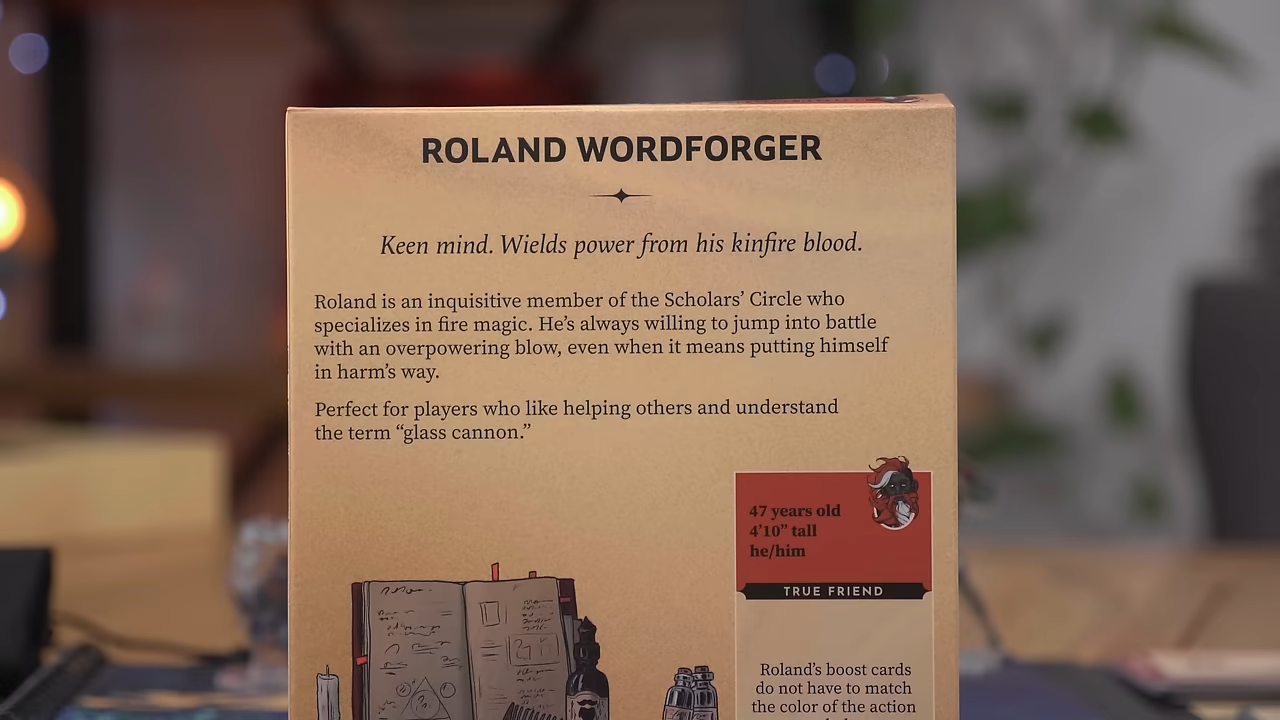 ROLAND WORDFORGER
Keen mind. Wields power from his kinfire blood.
Roland is an inquisitive member of the Scholars’ Circle who
specializes in fire magic. He’s always willing to jump into battle
with an overpowering blow, even when it means putting himself
in harm’s way.
Perfect for players who like helping others and understand
the term “glass cannon.”
47 years old
4’10” tall
he/him
TRUE FRIEND
Roland’s boost cards
do not have to match
the color of the action